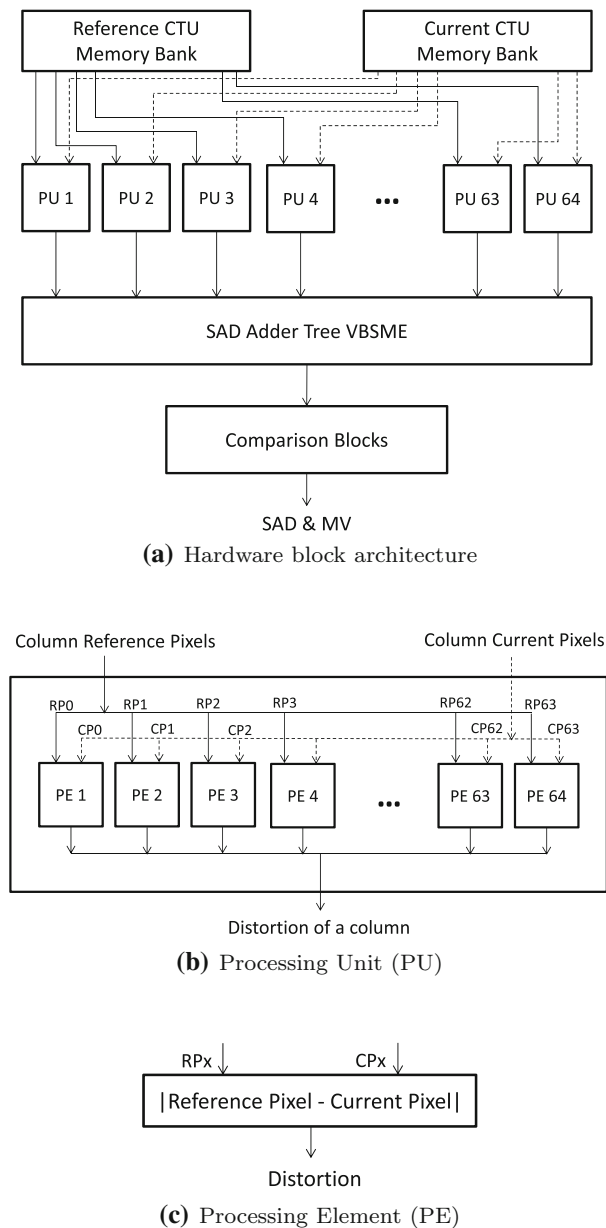 Reference CTU
Memory Bank
Current CTU
Memory Bank
PU 1
PU 2
PU 3
PU 4
...
PU 63
PU 64
SAD Adder Tree VBSME
Comparison Blocks
SAD & MV
(a) Hardware block architecture
Column Reference Pixels
Column Current Pixels
RP0
RP1
RP2
RP3
RP62
RP63
CP0
CP1
CP2
CP62
CP63
PE 1
PE 2
PE 3
PE 4
...
PE 63
PE 64
Distortion of a column
(b) Processing Unit (PU)
RPx
CPx
|Reference Pixel - Current Pixel|
Distortion
(c) Processing Element (PE)